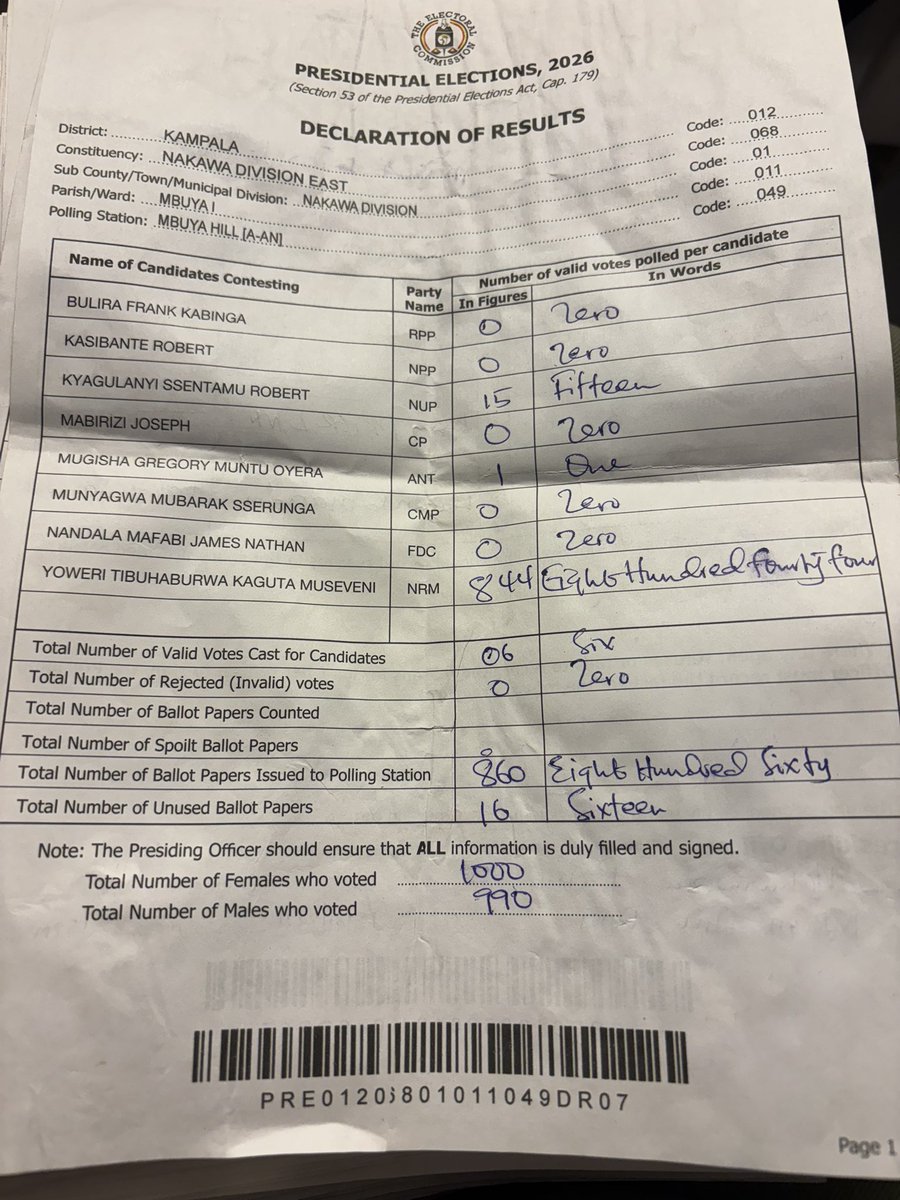 THE ELECTORAL COMMISSION
PRESIDENTIAL ELECTIONS, 2026
(Section 53 of the Presidential Elections Act, Cap. 179)
DECLARATION OF RESULTS
District: KAMPALA Code: 012
Constituency: NAKAWA DIVISION EAST Code: 068
Sub County/Town/Municipal Division: NAKAWA DIVISION Code: 01
Parish/Ward: MBUYA I Code: 011
Polling Station: MBUYA HILL [A-AN] Code: 049
Name of Candidates Contesting Party Name Number of valid votes polled per candidate
In Figures In Words
BULIRA FRANK KABINGA RPP 0 Zero
KASIBANTE ROBERT NPP 0 Zero
KYAGULANYI SSENTAMU ROBERT NUP 15 Fifteen
MABIRIZI JOSEPH CP 0 Zero
MUGISHA GREGORY MUNTU OYERA ANT 1 One
MUNYAGWA MUBARAK SSERUNGA CMP 0 Zero
NANDALA MAFABI JAMES NATHAN FDC 0 Zero
YOWERI TIBUHABURWA KAGUTA MUSEVENI NRM 844 Eight Hundred fourty four
Total Number of Valid Votes Cast for Candidates 06 Six
Total Number of Rejected (Invalid) votes 0 Zero
Total Number of Ballot Papers Counted
Total Number of Spoilt Ballot Papers 0
Total Number of Ballot Papers Issued to Polling Station 860 Eight Hundred Sixty
Total Number of Unused Ballot Papers 16 Sixteen
Note: The Presiding Officer should ensure that ALL information is duly filled and signed.
Total Number of Females who voted 1000
Total Number of Males who voted 990
PRE01206801011049DR07
Page 1